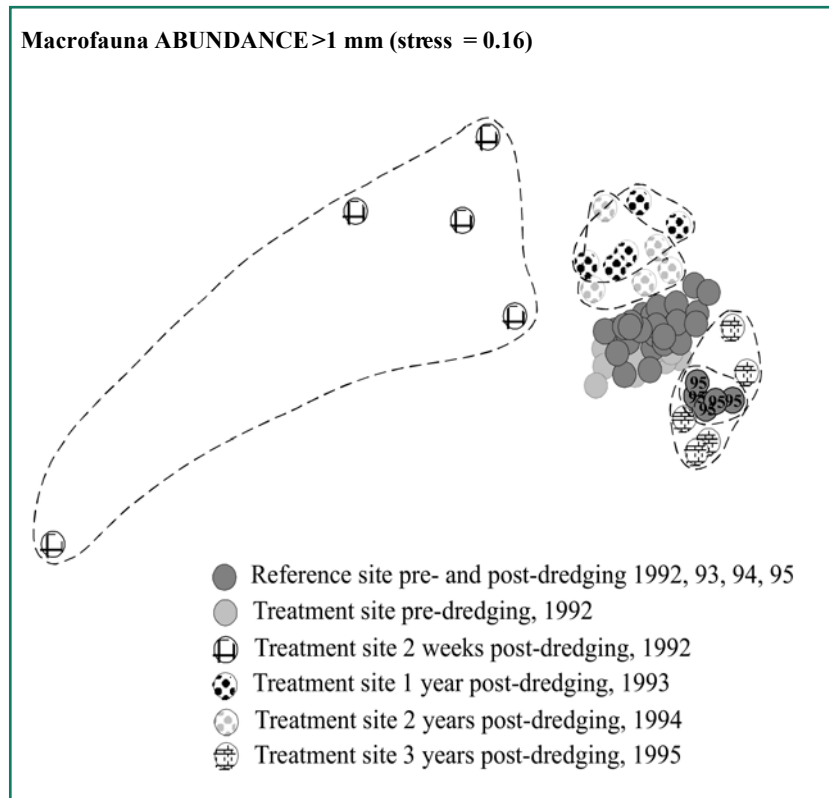 Macrofauna ABUNDANCE >1 mm (stress = 0.16)
95
95
95
95
95
Reference site pre- and post-dredging 1992, 93, 94, 95
Treatment site pre-dredging, 1992
Treatment site 2 weeks post-dredging, 1992
Treatment site 1 year post-dredging, 1993
Treatment site 2 years post-dredging, 1994
Treatment site 3 years post-dredging, 1995